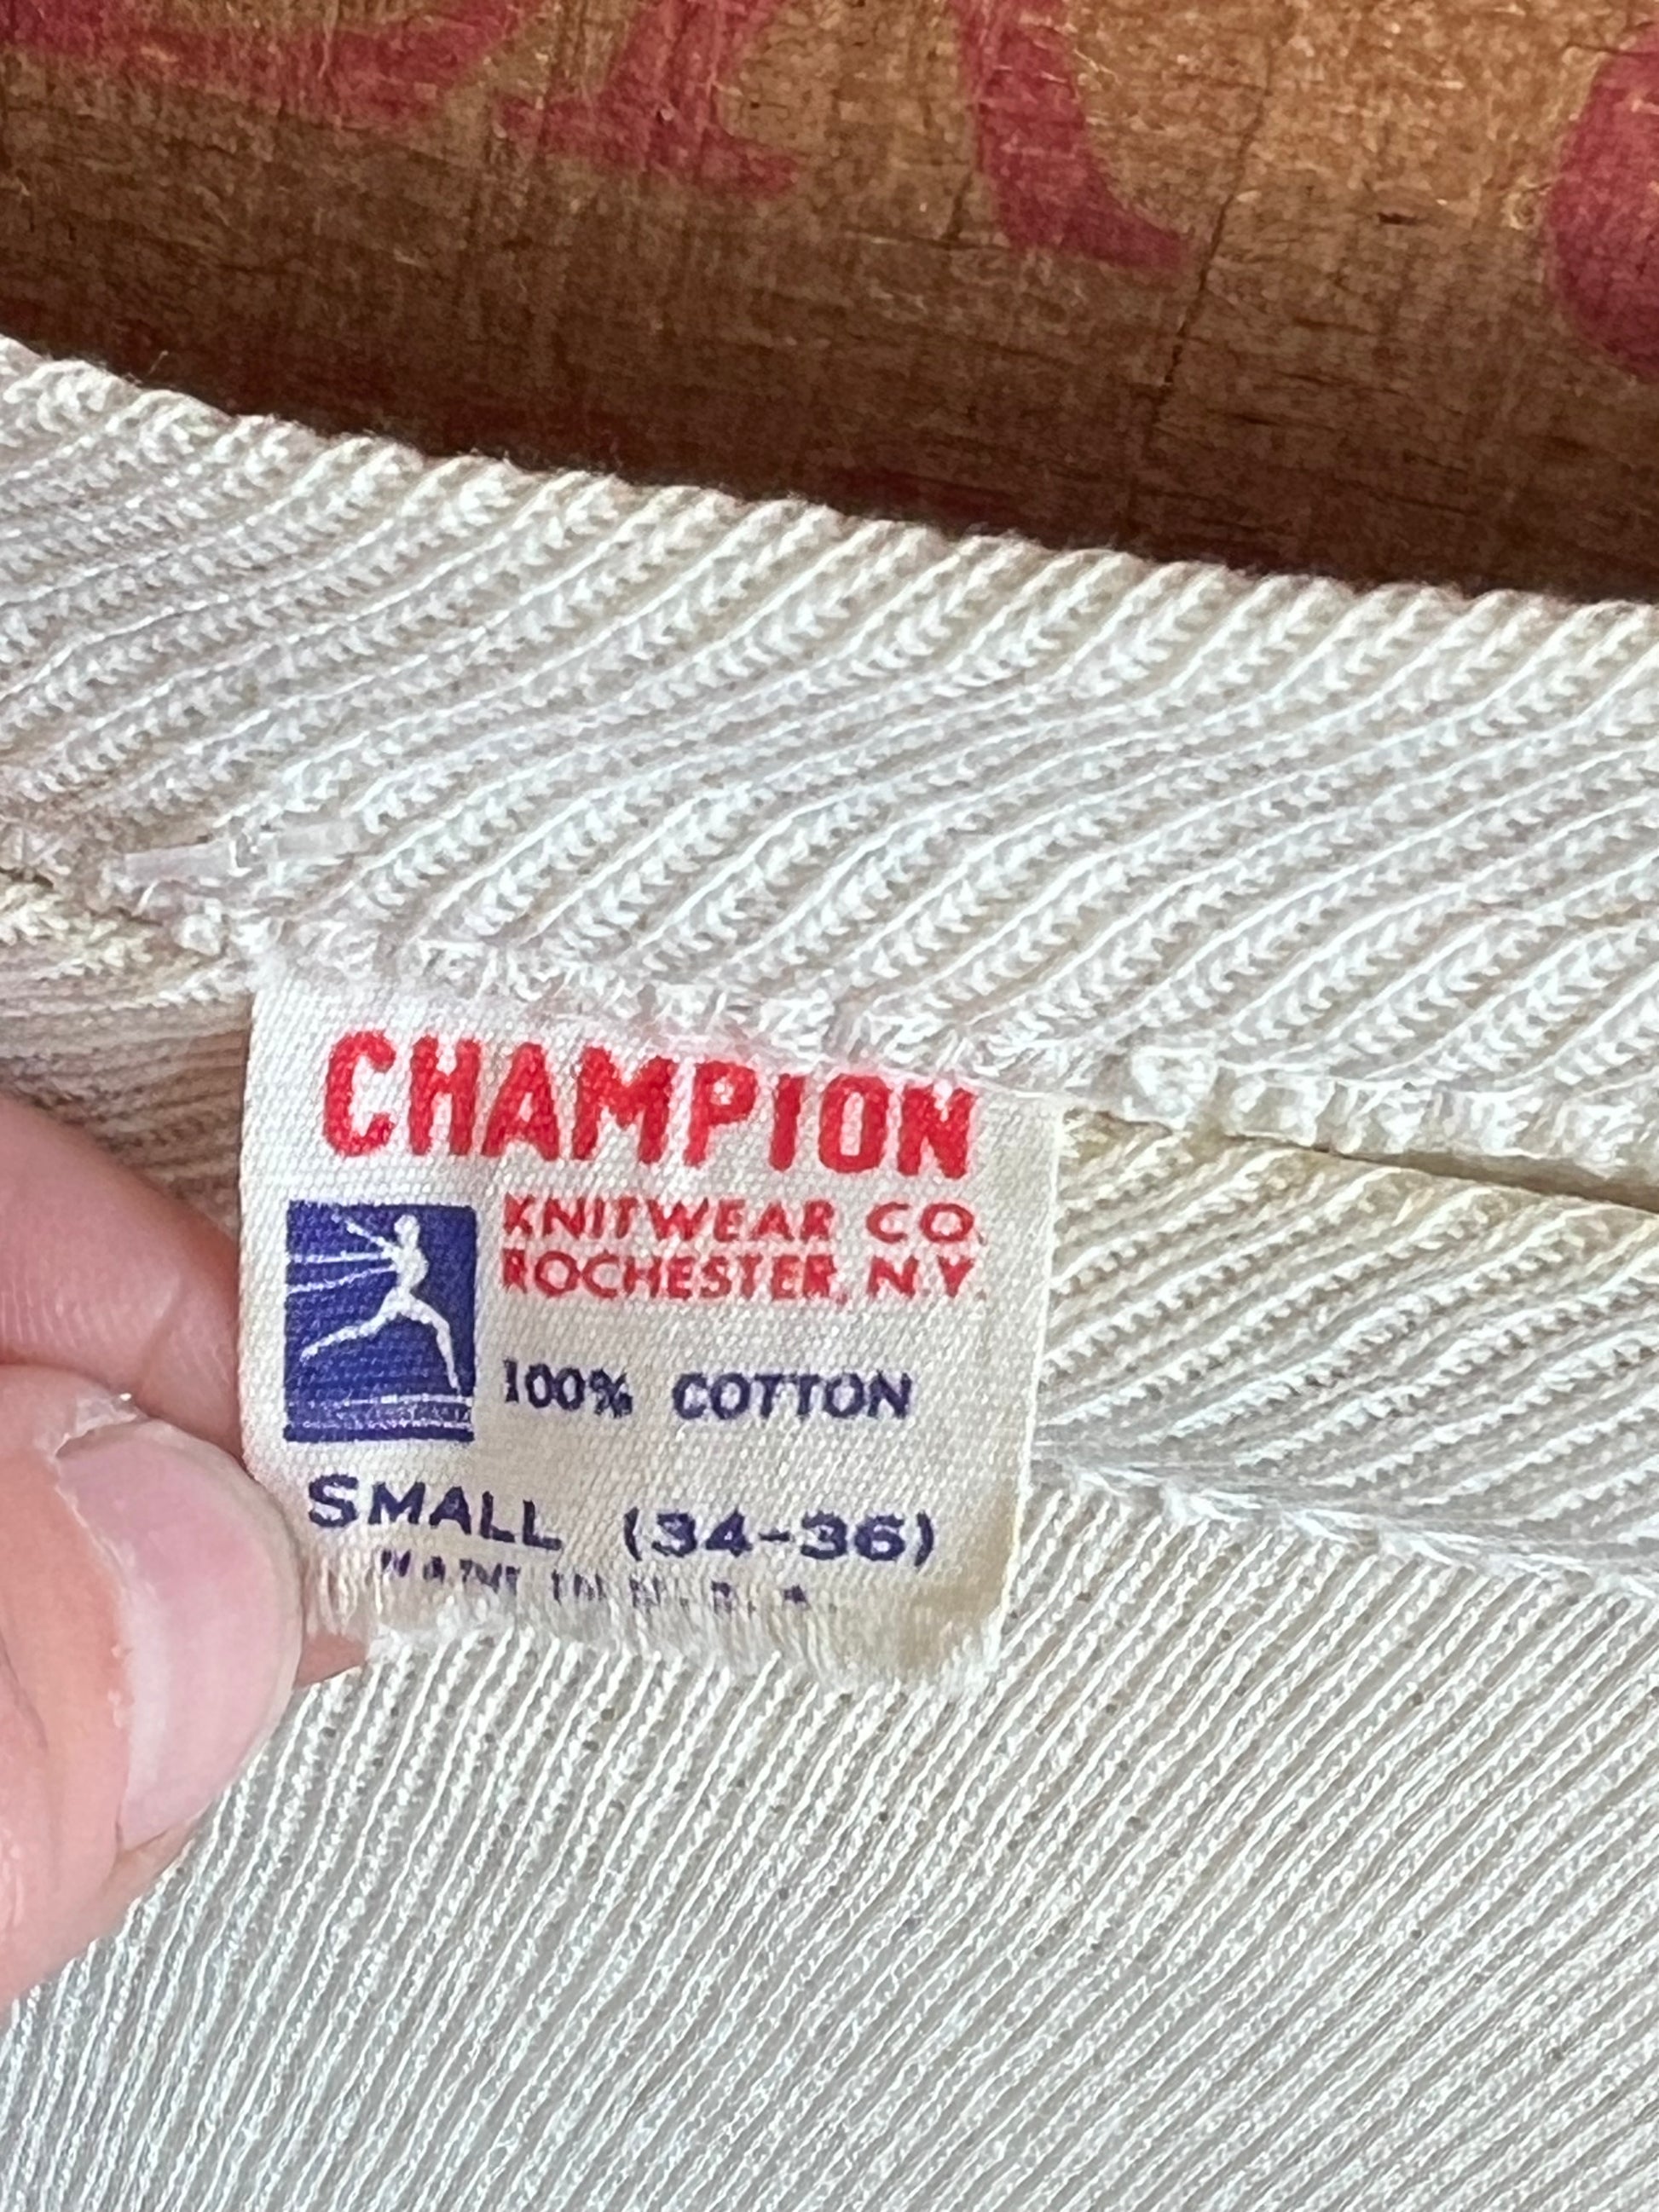 CHAMPION
KNITWEAR CO.
ROCHESTER, N.Y.
100% COTTON
SMALL (34-36)